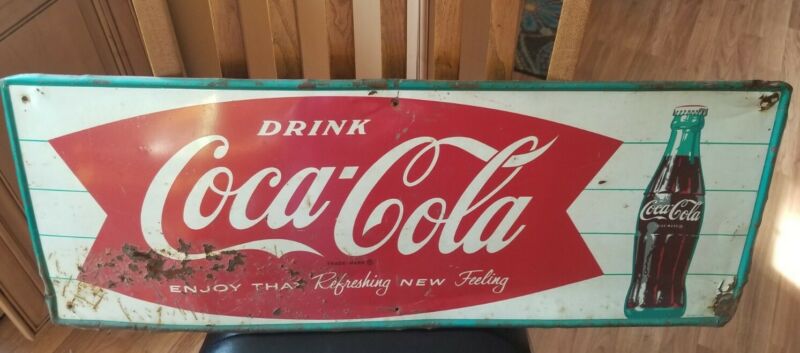 DRINK
Coca-Cola
TRADE-MARK ®
ENJOY THAT Refreshing NEW Feeling
Coca-Cola